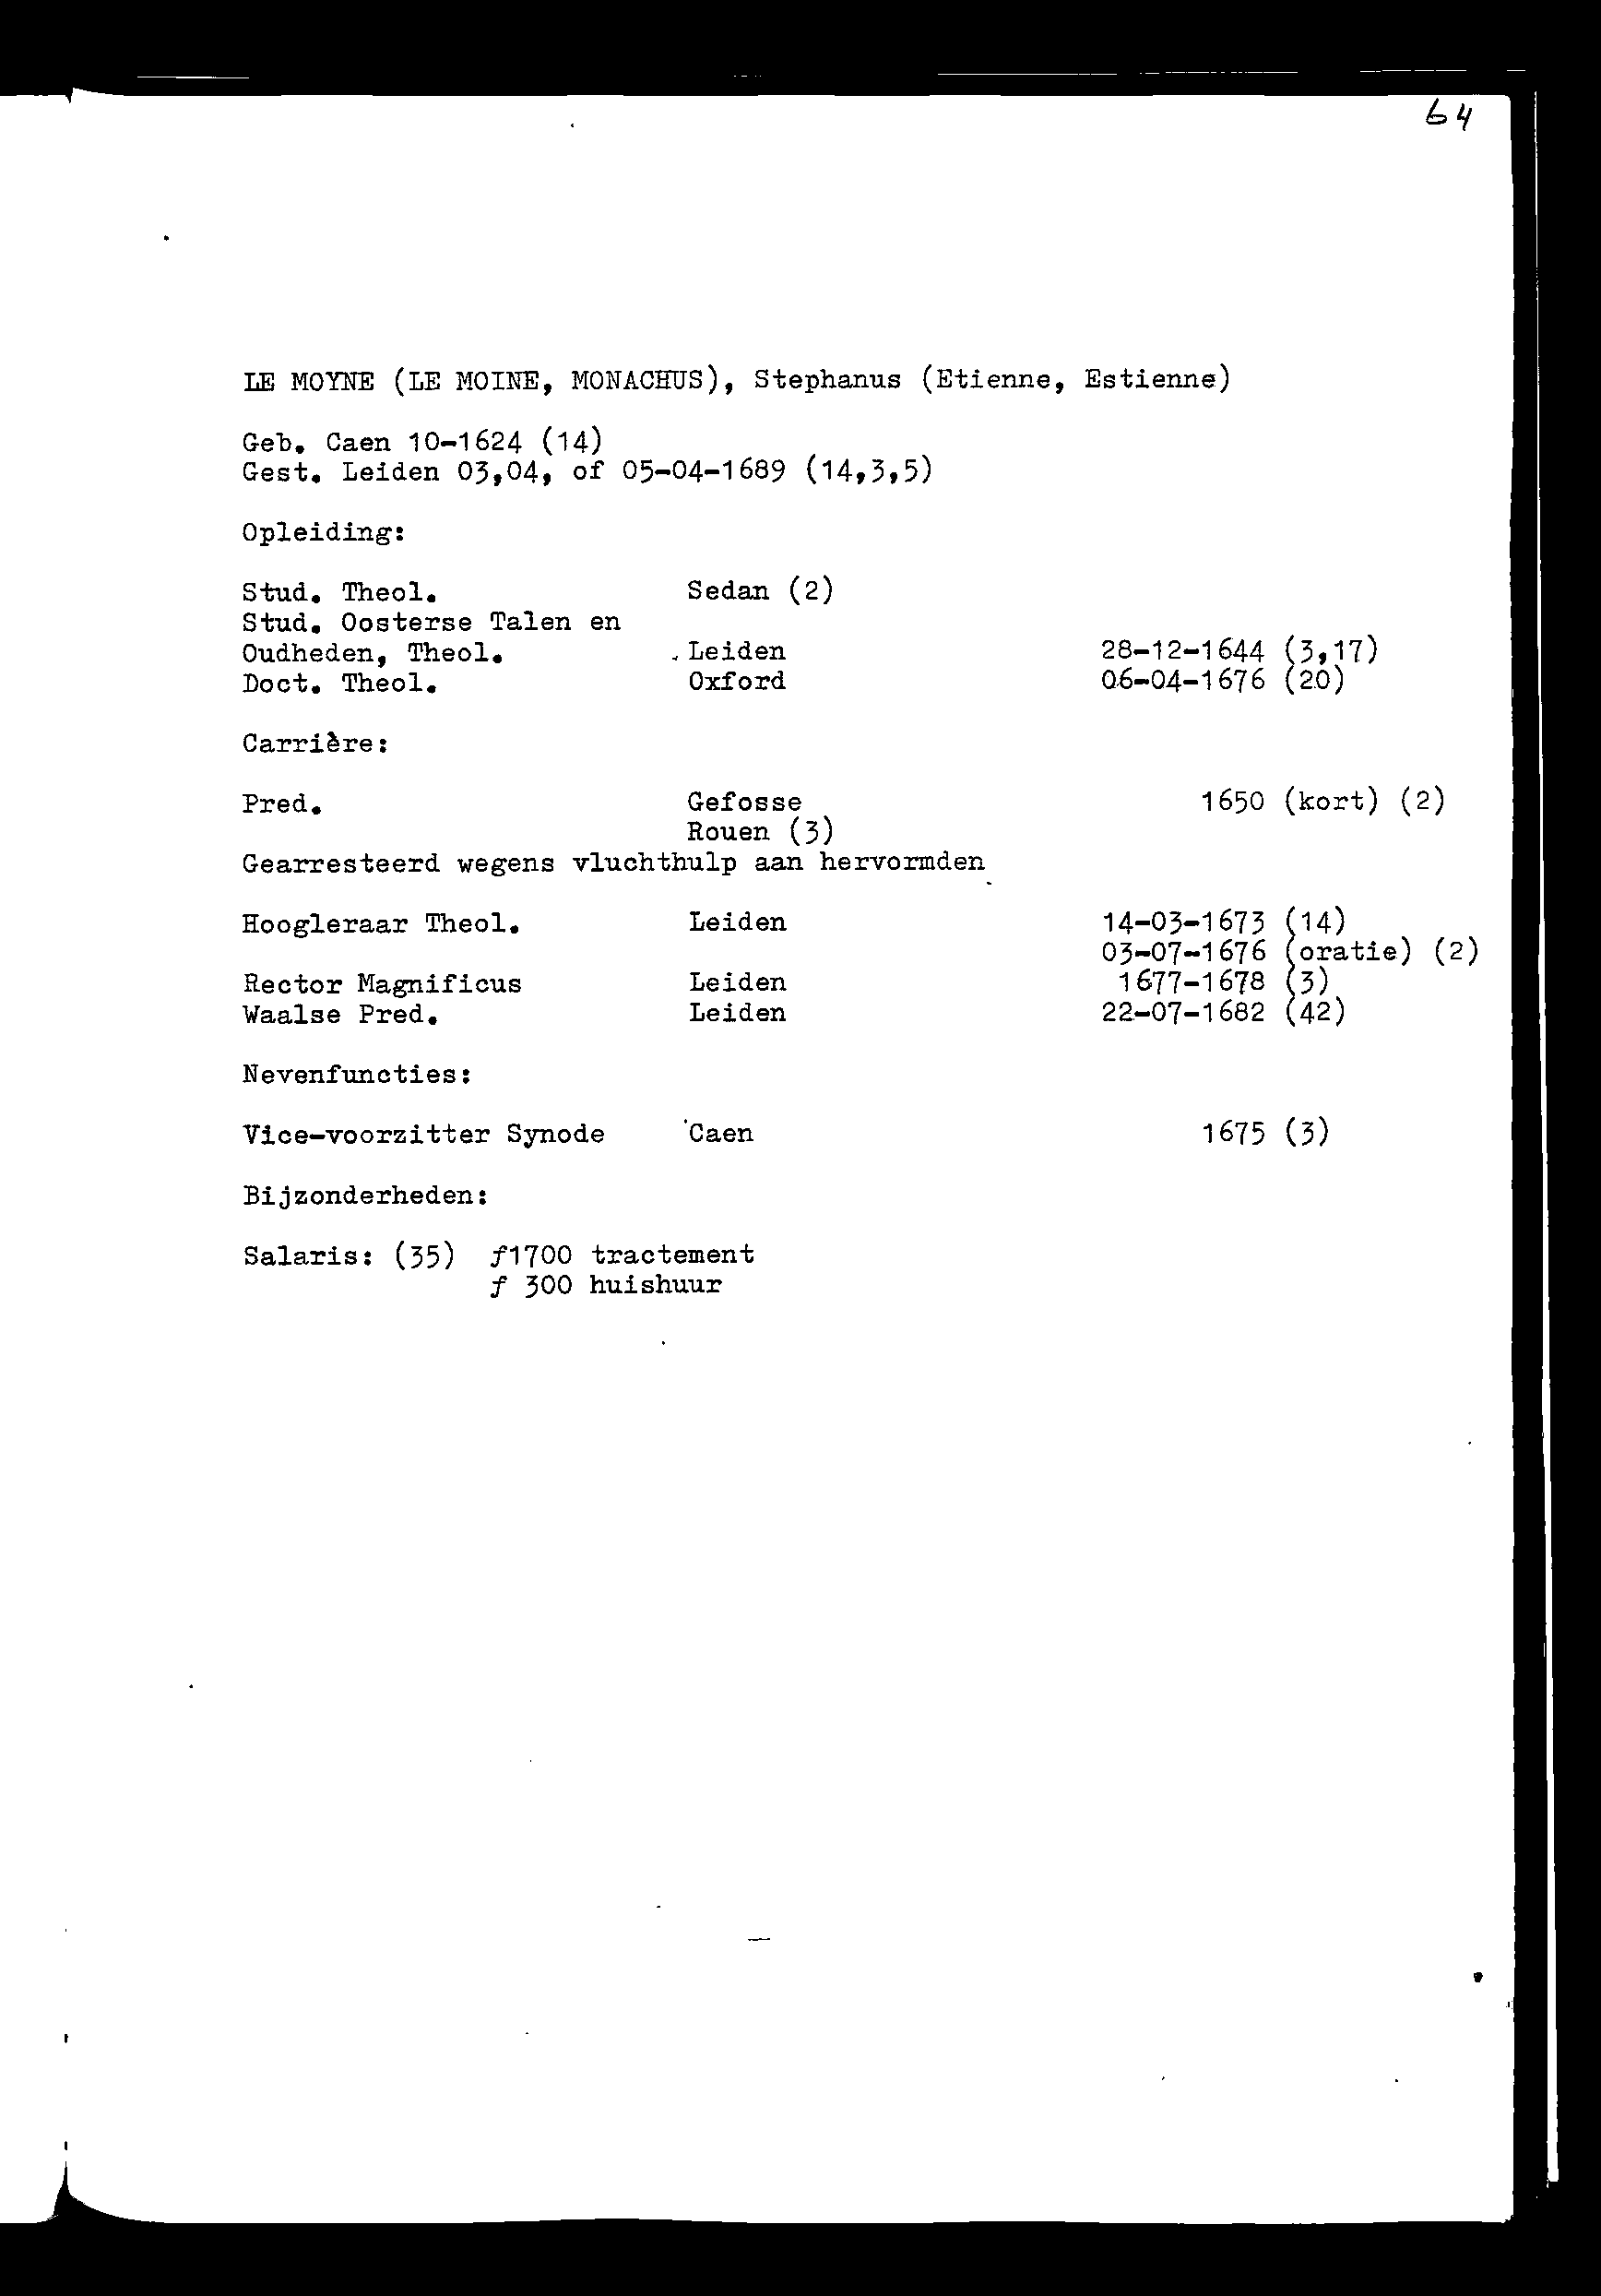 64
LE MOYNE (LE MOINE, MONACHUS), Stephanus (Etienne, Estienne)
Geb. Caen 10-1624 (14)
Gest. Leiden 03,04, of 05-04-1689 (14,3,5)
Opleiding:
Stud. Theol. Sedan (2)
Stud. Oosterse Talen en
Oudheden, Theol. Leiden 28-12-1644 (3,17)
Doct. Theol. Oxford 06-04-1676 (20)
Carrière:
Pred. Gefosse 1650 (kort) (2)
Rouen (3)
Gearresteerd wegens vluchthulp aan hervormden
Hoogleraar Theol. Leiden 14-03-1673 (14)
03-07-1676 (oratie) (2)
Rector Magnificus Leiden 1677-1678 (3)
Waalse Pred. Leiden 22-07-1682 (42)
Nevenfuncties:
Vice-voorzitter Synode Caen 1675 (3)
Bijzonderheden:
Salaris: (35) ƒ1700 tractement
ƒ 300 huishuur